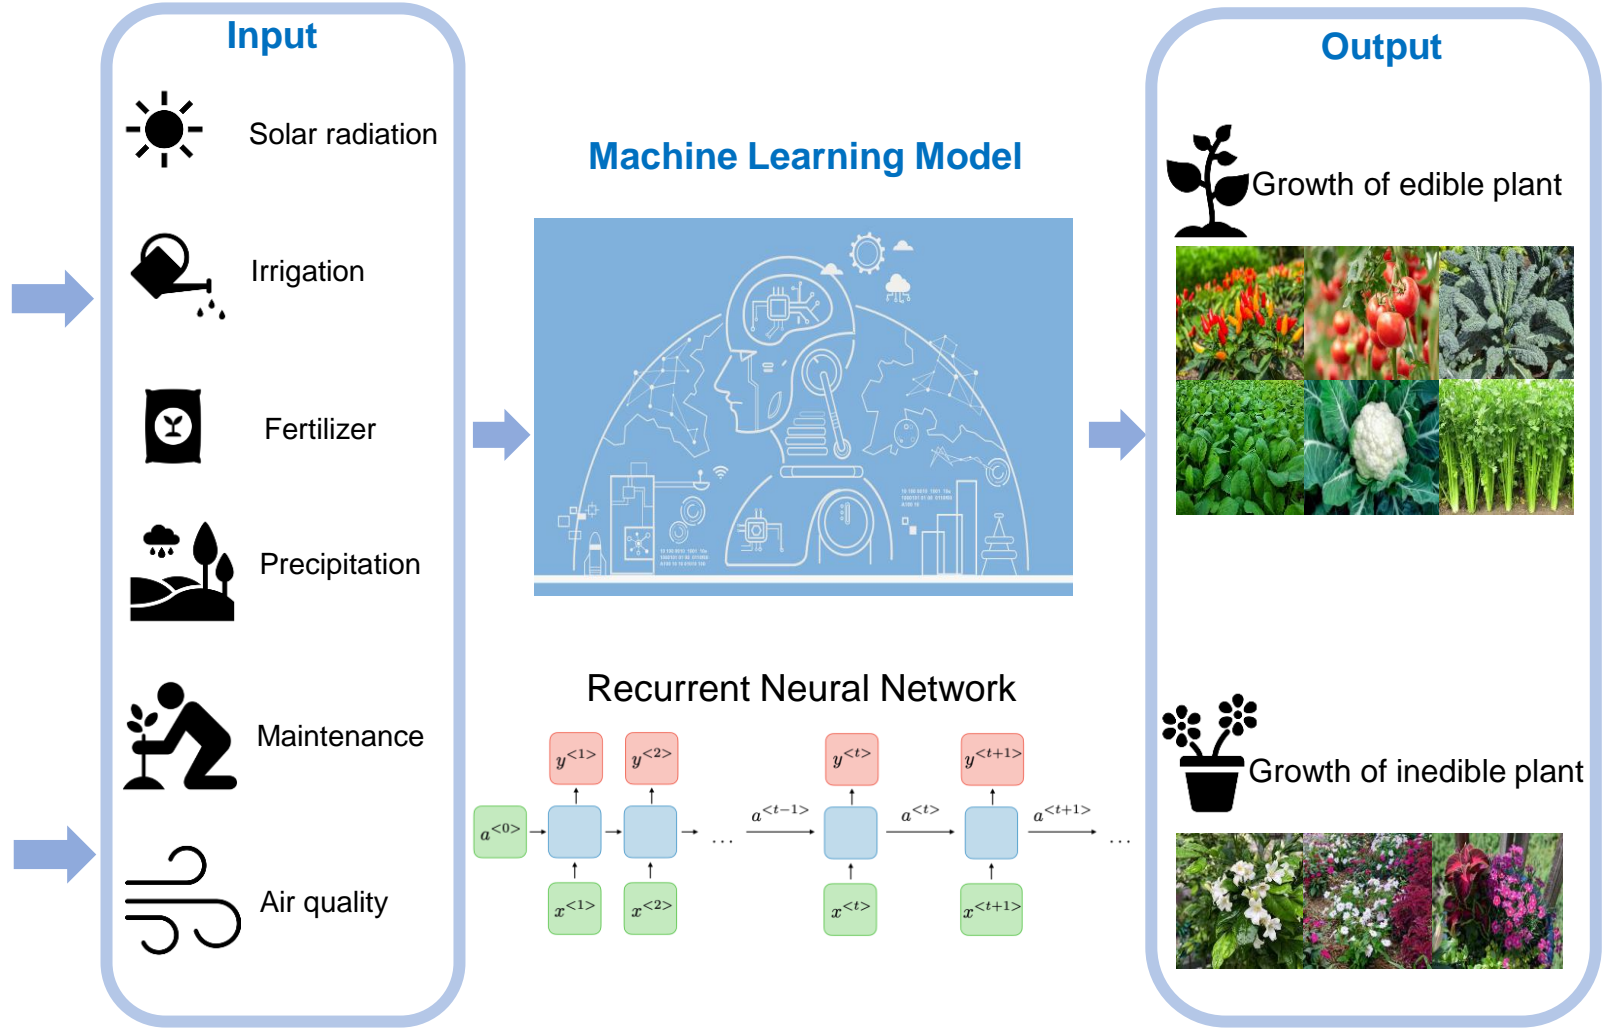 Input
Solar radiation
Irrigation
Fertilizer
Precipitation
Maintenance
Air quality
Machine Learning Model
Recurrent Neural Network
y<1> y<2> y<t> y<t+1>
a<0> ... a<t-1> a<t> a<t+1> ...
x<1> x<2> x<t> x<t+1>
Output
Growth of edible plant
Growth of inedible plant